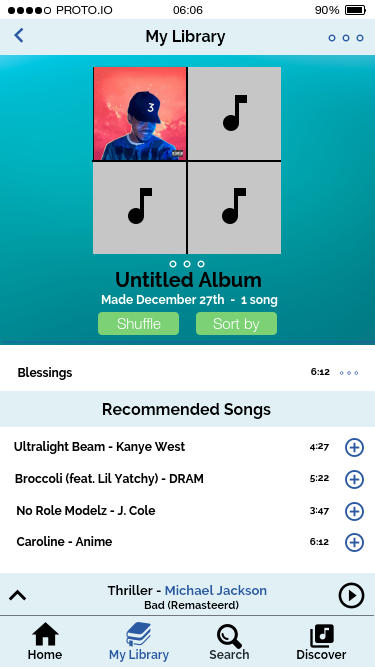 PROTO.IO 06:06 90%
My Library
3
Untitled Album
Made December 27th - 1 song
Shuffle Sort by
Blessings 6:12
Recommended Songs
Ultralight Beam - Kanye West 4:27
Broccoli (feat. Lil Yatchy) - DRAM 5:22
No Role Modelz - J. Cole 3:47
Caroline - Anime 6:12
Thriller - Michael Jackson
Bad (Remasteerd)
Home My Library Search Discover